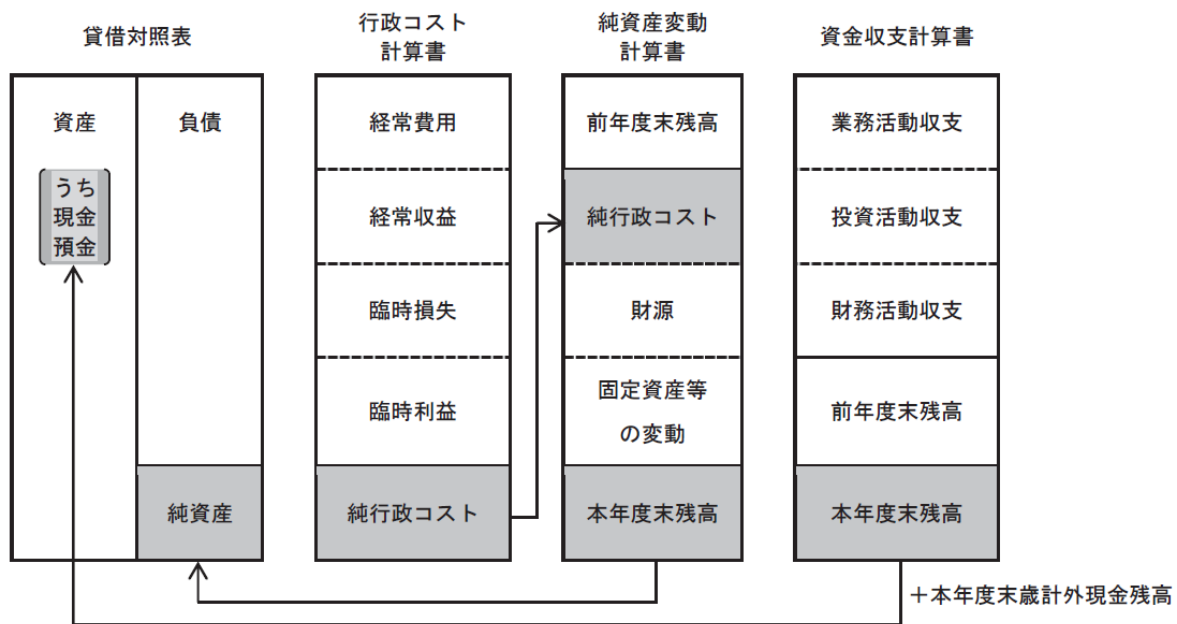 貸借対照表
資産
うち
現金
預金
負債
純資産
行政コスト
計算書
経常費用
経常収益
臨時損失
臨時利益
純行政コスト
純資産変動
計算書
前年度末残高
純行政コスト
財源
固定資産等
の変動
本年度末残高
資金収支計算書
業務活動収支
投資活動収支
財務活動収支
前年度末残高
本年度末残高
＋本年度末歳計外現金残高